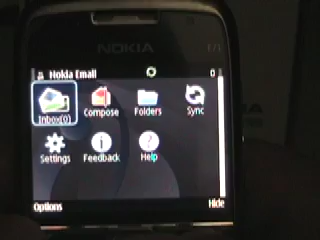 NOKIA
Nokia Email 0
Inbox(0) Compose Folders Sync
Settings Feedback Help
Options Hide